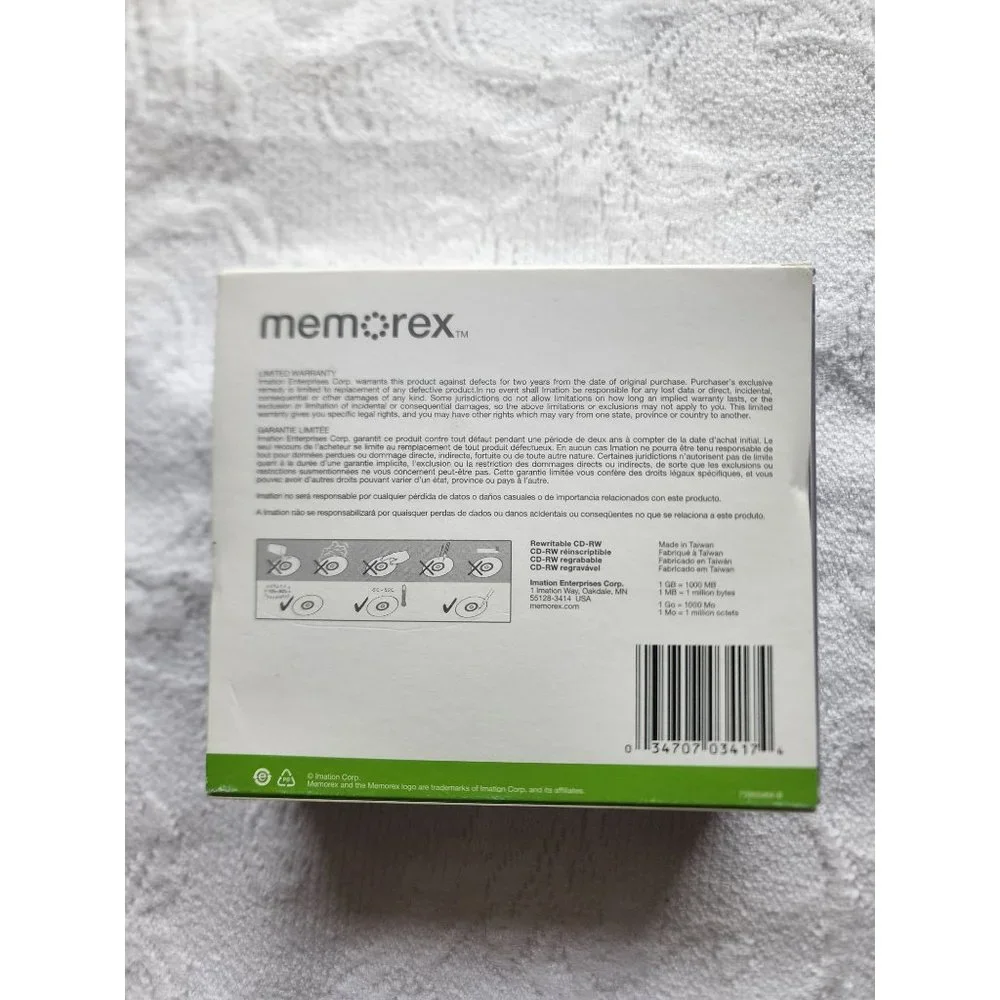 memorex™
LIMITED WARRANTY
Imation Enterprises Corp. warrants this product against defects for two years from the date of original purchase. Purchaser's exclusive
remedy is limited to replacement of any defective product.In no event shall Imation be responsible for any lost data or direct, incidental,
consequential or other damages of any kind. Some jurisdictions do not allow limitations on how long an implied warranty lasts, or the
exclusion or limitation of incidental or consequential damages, so the above limitations or exclusions may not apply to you. This limited
warranty gives you specific legal rights, and you may have other rights which may vary from one state, province or country to another.
GARANTIE LIMITÉE
Imation Enterprises Corp. garantit ce produit contre tout défaut pendant une période de deux ans à compter de la date d'achat initial. Le
seul recours de l'acheteur se limite au remplacement de tout produit défectueux. En aucun cas Imation ne pourra être tenu responsable de
tout pour données perdues ou dommage directe, indirecte, fortuite ou de toute autre nature. Certaines juridictions n'autorisent pas de limite
quant à la durée d'une garantie implicite, l'exclusion ou la restriction des dommages directs ou indirects, de sorte que les exclusions ou
restrictions susmentionnées ne vous concernent peut-être pas. Cette garantie limitée vous confère des droits légaux spécifiques, et vous
pouvez avoir d'autres droits pouvant varier d'un état, province ou pays à l'autre.
Imation no será responsable por cualquier pérdida de datos o daños casuales o de importancia relacionados con este producto.
A Imation não se responsabilizará por quaisquer perdas de dados ou danos acidentais ou conseqüentes no que se relaciona a este produto.
Rewritable CD-RW
CD-RW réinscriptible
CD-RW regrabable
CD-RW regravável
Imation Enterprises Corp.
1 Imation Way, Oakdale, MN
55128-3414 USA
memorex.com
Made in Taiwan
Fabriqué à Taiwan
Fabricado en Taiwán
Fabricado em Taiwan
1 GB = 1000 MB
1 MB = 1 million bytes
1 Go = 1000 Mo
1 Mo = 1 million octets
0 34707 03417 4
PP
© Imation Corp.
Memorex and the Memorex logo are trademarks of Imation Corp, and its affiliates.